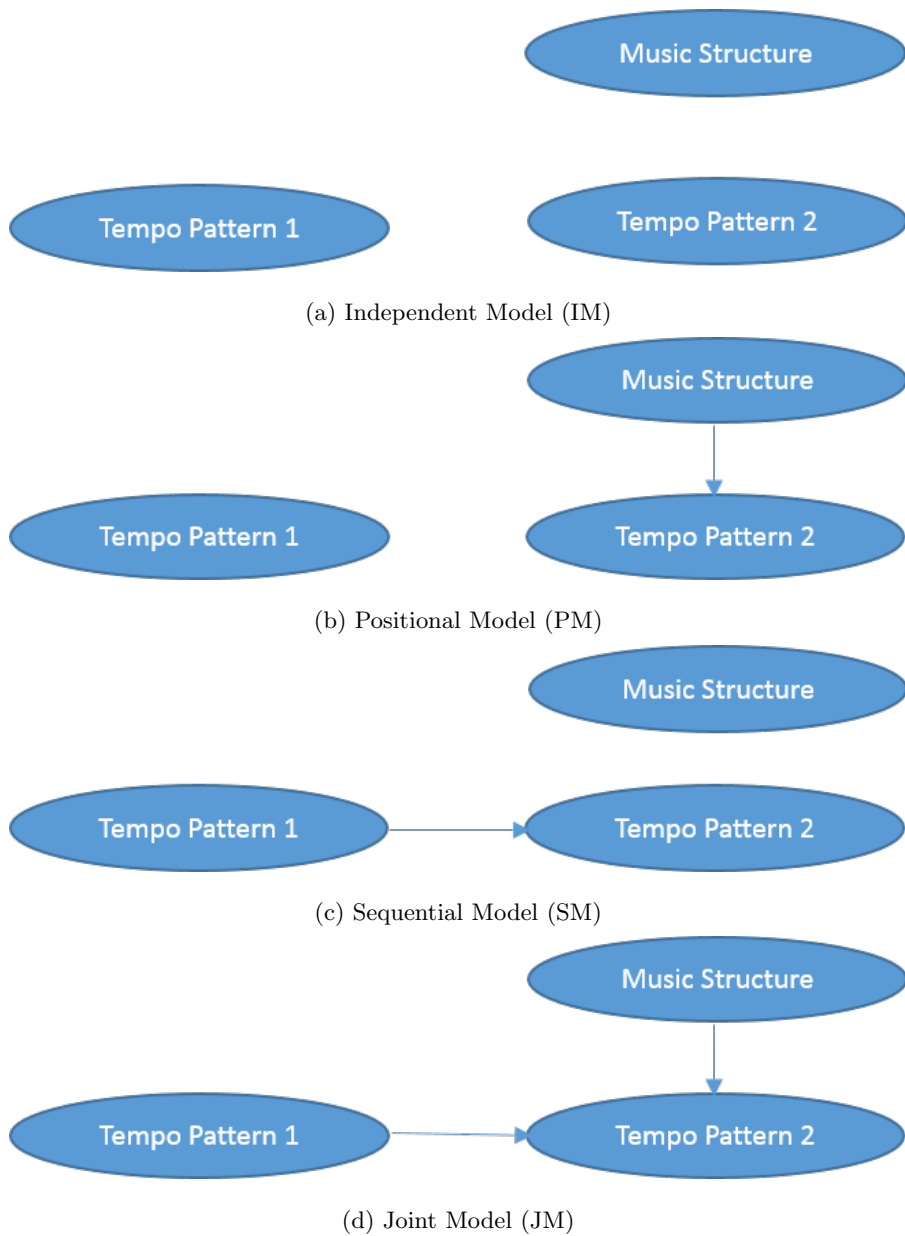 Music Structure
Tempo Pattern 1
Tempo Pattern 2
(a) Independent Model (IM)
Music Structure
Tempo Pattern 1
Tempo Pattern 2
(b) Positional Model (PM)
Music Structure
Tempo Pattern 1
Tempo Pattern 2
(c) Sequential Model (SM)
Music Structure
Tempo Pattern 1
Tempo Pattern 2
(d) Joint Model (JM)